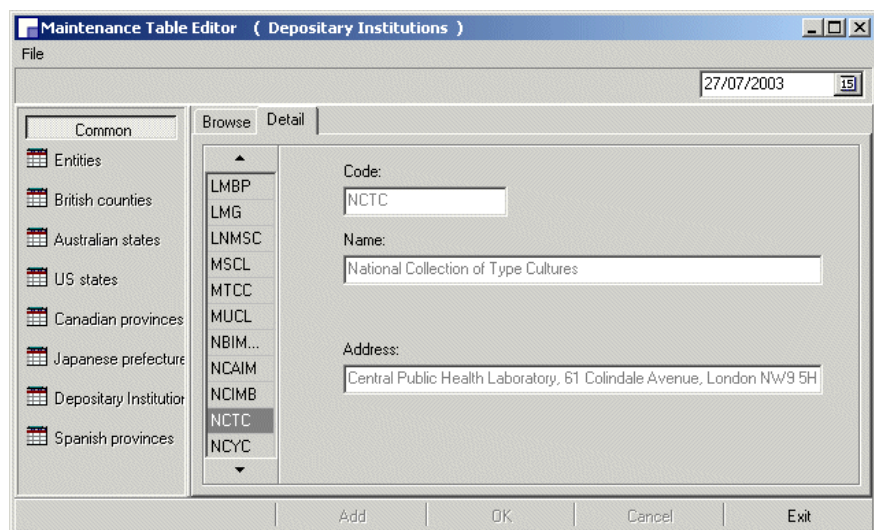 Maintenance Table Editor ( Depositary Institutions )
File
27/07/2003
15
Common
Entities
British counties
Australian states
US states
Canadian provinces
Japanese prefecture
Depositary Institution
Spanish provinces
Browse
Detail
LMBP
LMG
LNMSC
MSCL
MTCC
MUCL
NBIM...
NCAIM
NCIMB
NCTC
NCYC
Code:
NCTC
Name:
National Collection of Type Cultures
Address:
Central Public Health Laboratory, 61 Colindale Avenue, London NW9 5H
Add
OK
Cancel
Exit